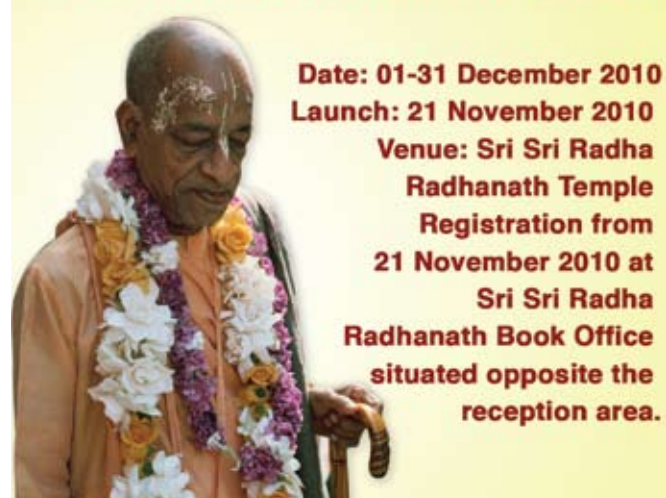 Date: 01-31 December 2010
Launch: 21 November 2010
Venue: Sri Sri Radha
Radhanath Temple
Registration from
21 November 2010 at
Sri Sri Radha
Radhanath Book Office
situated opposite the
reception area.